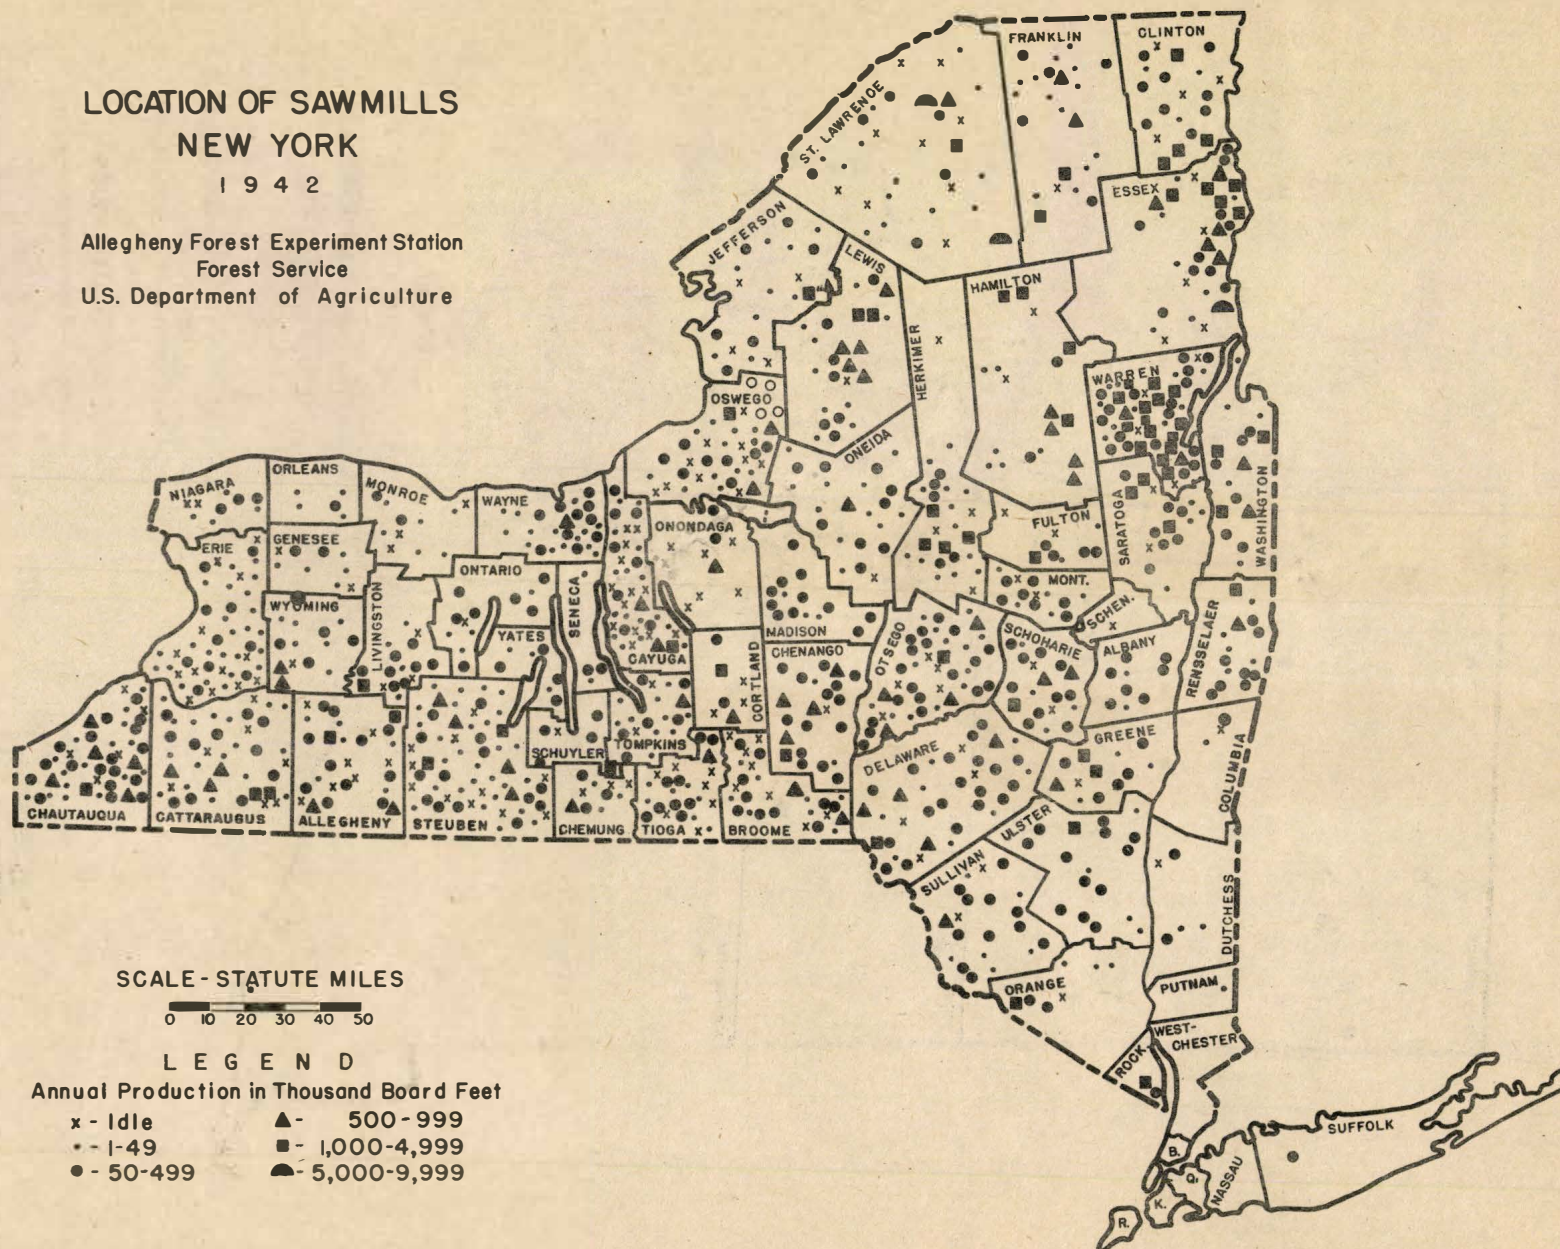 LOCATION OF SAWMILLS
NEW YORK
1942
Allegheny Forest Experiment Station
Forest Service
U.S. Department of Agriculture
FRANKLIN
CLINTON
ST. LAWRENCE
ESSEX
JEFFERSON
LEWIS
HAMILTON
HERKIMER
WARREN
OSWEGO
ONEIDA
WASHINGTON
NIAGARA
ORLEANS
MONROE
WAYNE
ONONDAGA
FULTON
SARATOGA
ERIE
GENESEE
ONTARIO
SENECA
MONT.
WYOMING
LIVINGSTON
YATES
CAYUGA
MADISON
SCHEN.
CORTLAND
CHENANGO
OTSEGO
SCHOHARIE
ALBANY
RENSSELAER
SCHUYLER
TOMPKINS
DELAWARE
GREENE
COLUMBIA
CHAUTAUQUA
CATTARAUGUS
ALLEGHENY
STEUBEN
CHEMUNG
TIOGA
BROOME
ULSTER
SULLIVAN
DUTCHESS
ORANGE
PUTNAM
WEST-
CHESTER
ROCK.
SUFFOLK
B.
Q.
NASSAU
K.
R.
SCALE - STATUTE MILES
0 10 20 30 40 50
LEGEND
Annual Production in Thousand Board Feet
x - Idle
▲ - 500-999
• - 1-49
■ - 1,000-4,999
● - 50-499
- 5,000-9,999